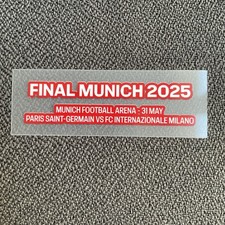 FINAL MUNICH 2025
MUNICH FOOTBALL ARENA - 31 MAY
PARIS SAINT-GERMAIN VS FC INTERNAZIONALE MILANO